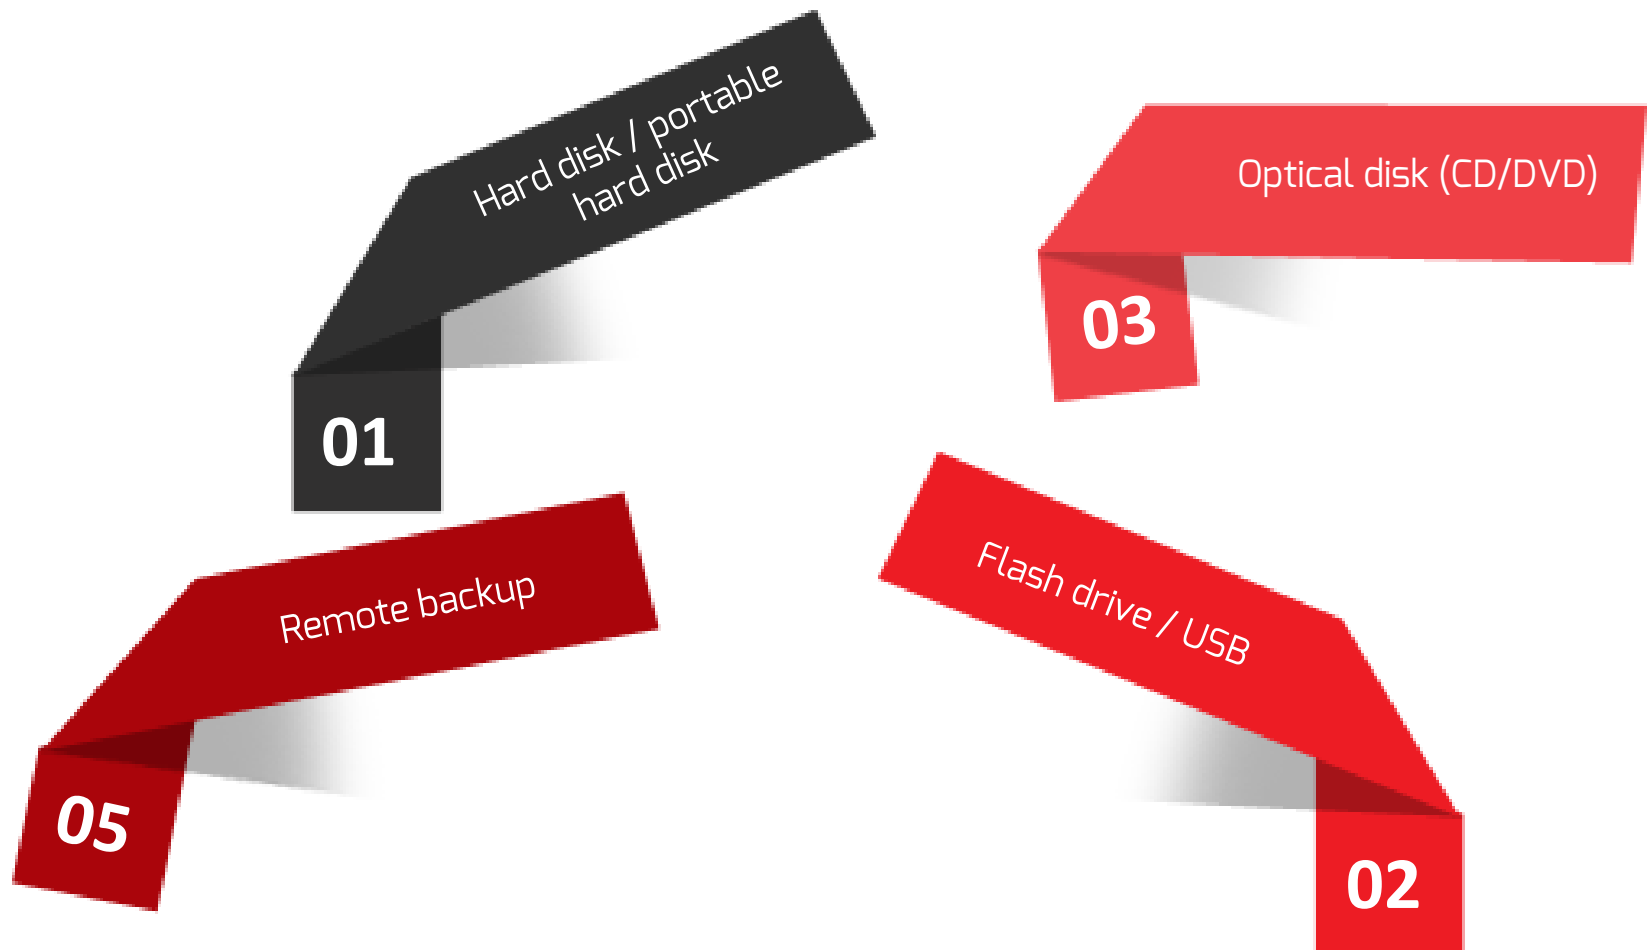 Hard disk / portable
hard disk
01
Optical disk (CD/DVD)
03
Remote backup
05
Flash drive / USB
02